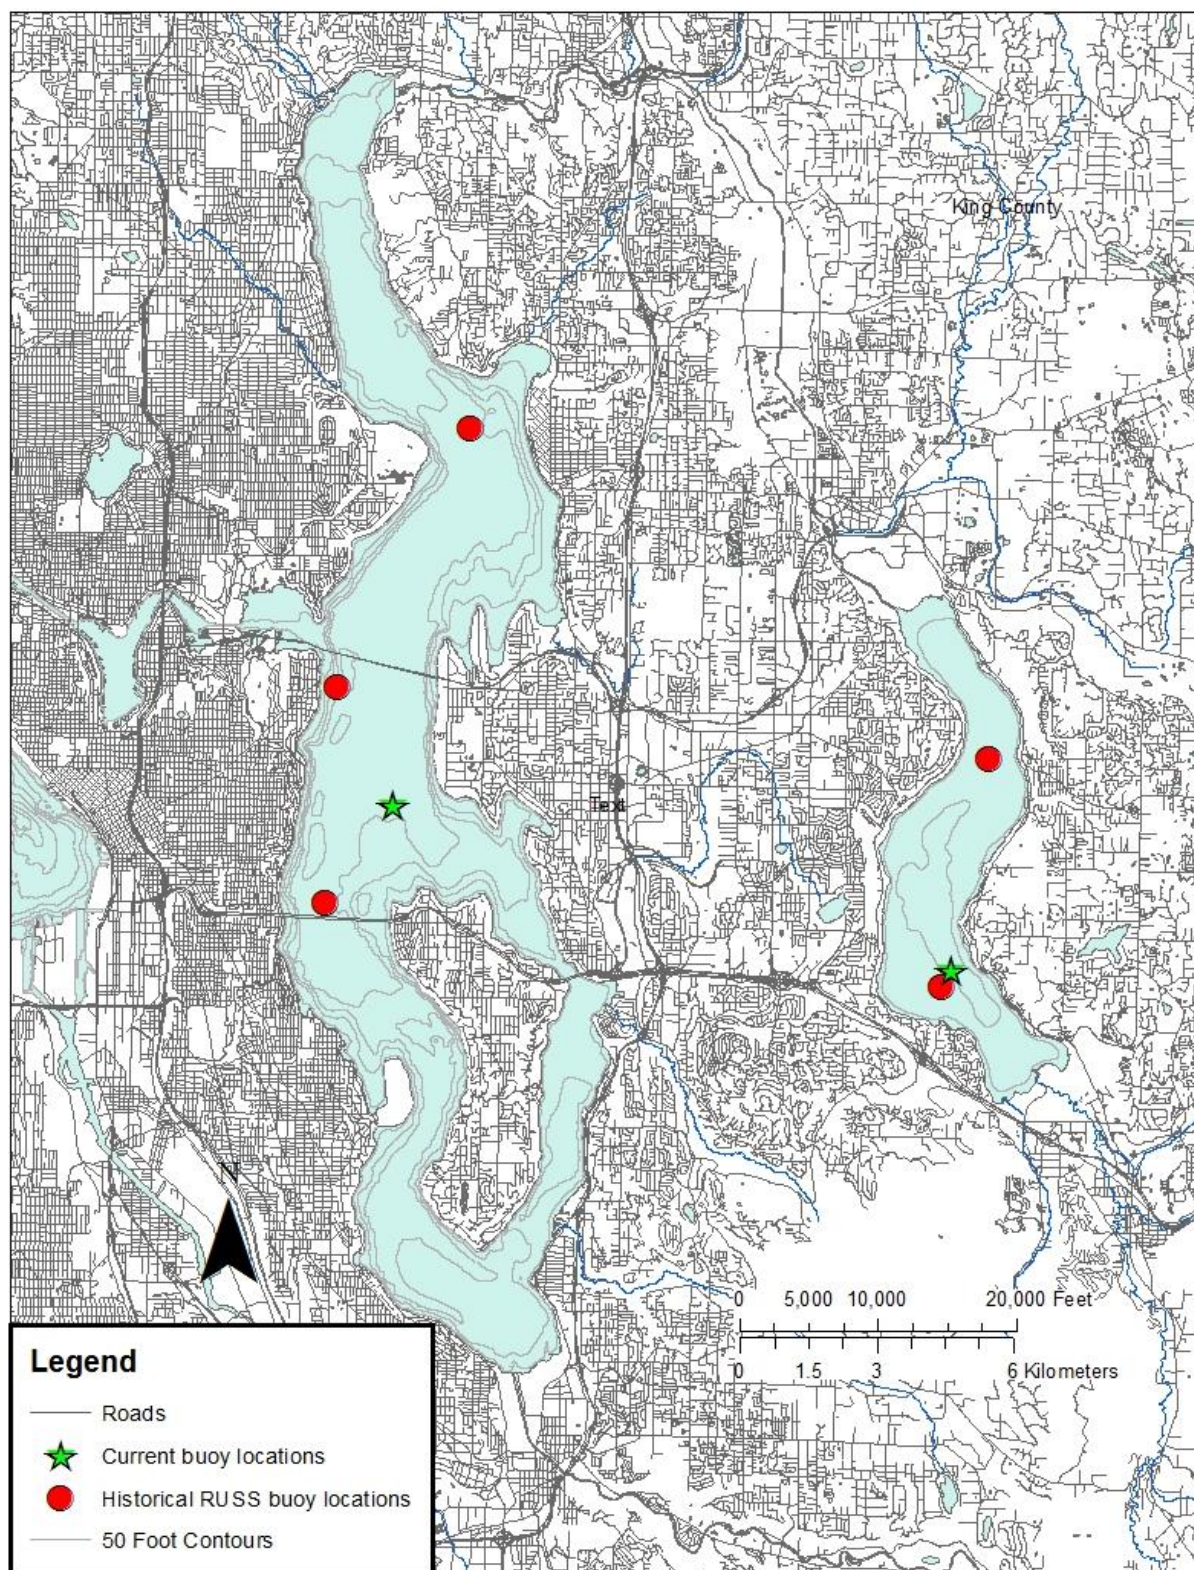 King County
Text
N
0 5,000 10,000 20,000 Feet
0 1.5 3 6 Kilometers
Legend
Roads
Current buoy locations
Historical RUSS buoy locations
50 Foot Contours